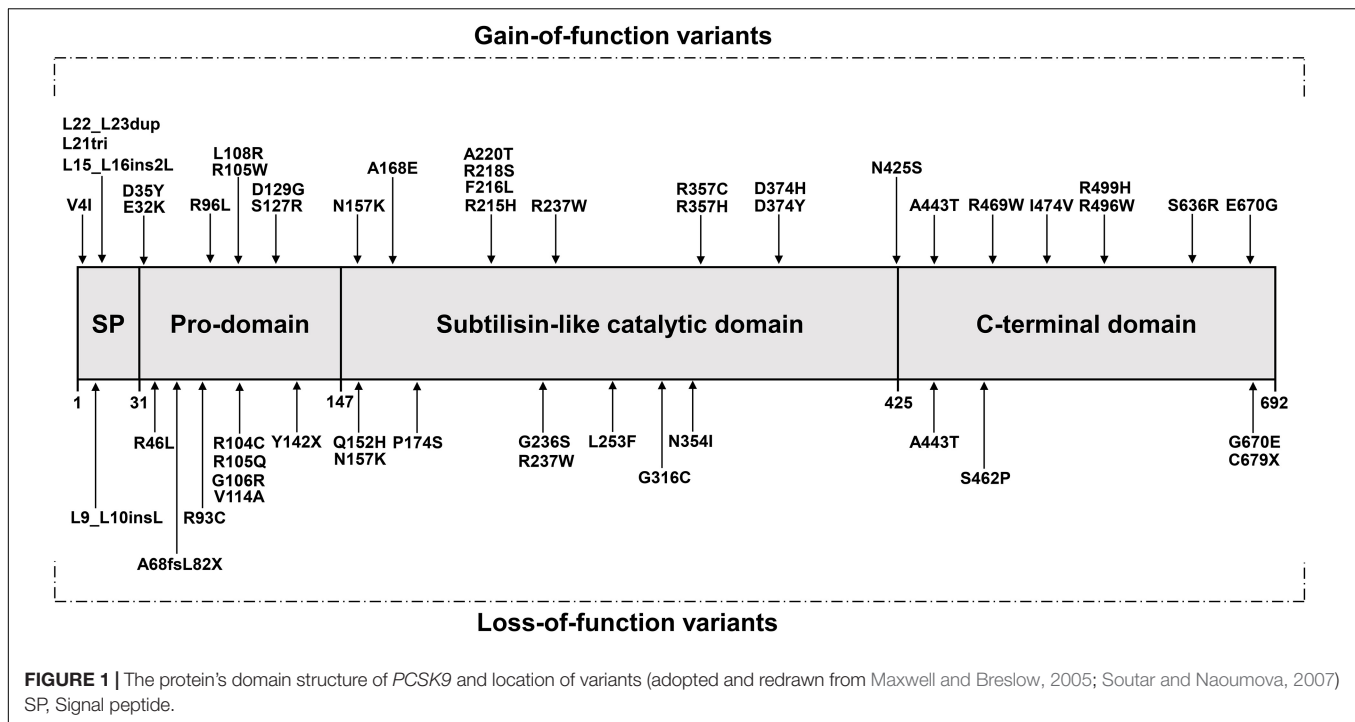 Gain-of-function variants
L22_L23dup
L21tri
L15_L16ins2L
V4I
D35Y
E32K
R96L
L108R
R105W
D129G
S127R
N157K
A168E
A220T
R218S
F216L
R215H
R237W
R357C
R357H
D374H
D374Y
N425S
A443T
R469W
I474V
R499H
R496W
S636R
E670G
SP
Pro-domain
Subtilisin-like catalytic domain
C-terminal domain
1
31
147
425
692
L9_L10insL
R46L
A68fsL82X
R93C
R104C
R105Q
G106R
V114A
Y142X
Q152H
N157K
P174S
G236S
R237W
L253F
G316C
N354I
A443T
S462P
G670E
C679X
Loss-of-function variants
FIGURE 1 | The protein's domain structure of PCSK9 and location of variants (adopted and redrawn from Maxwell and Breslow, 2005; Soutar and Naoumova, 2007)
SP, Signal peptide.